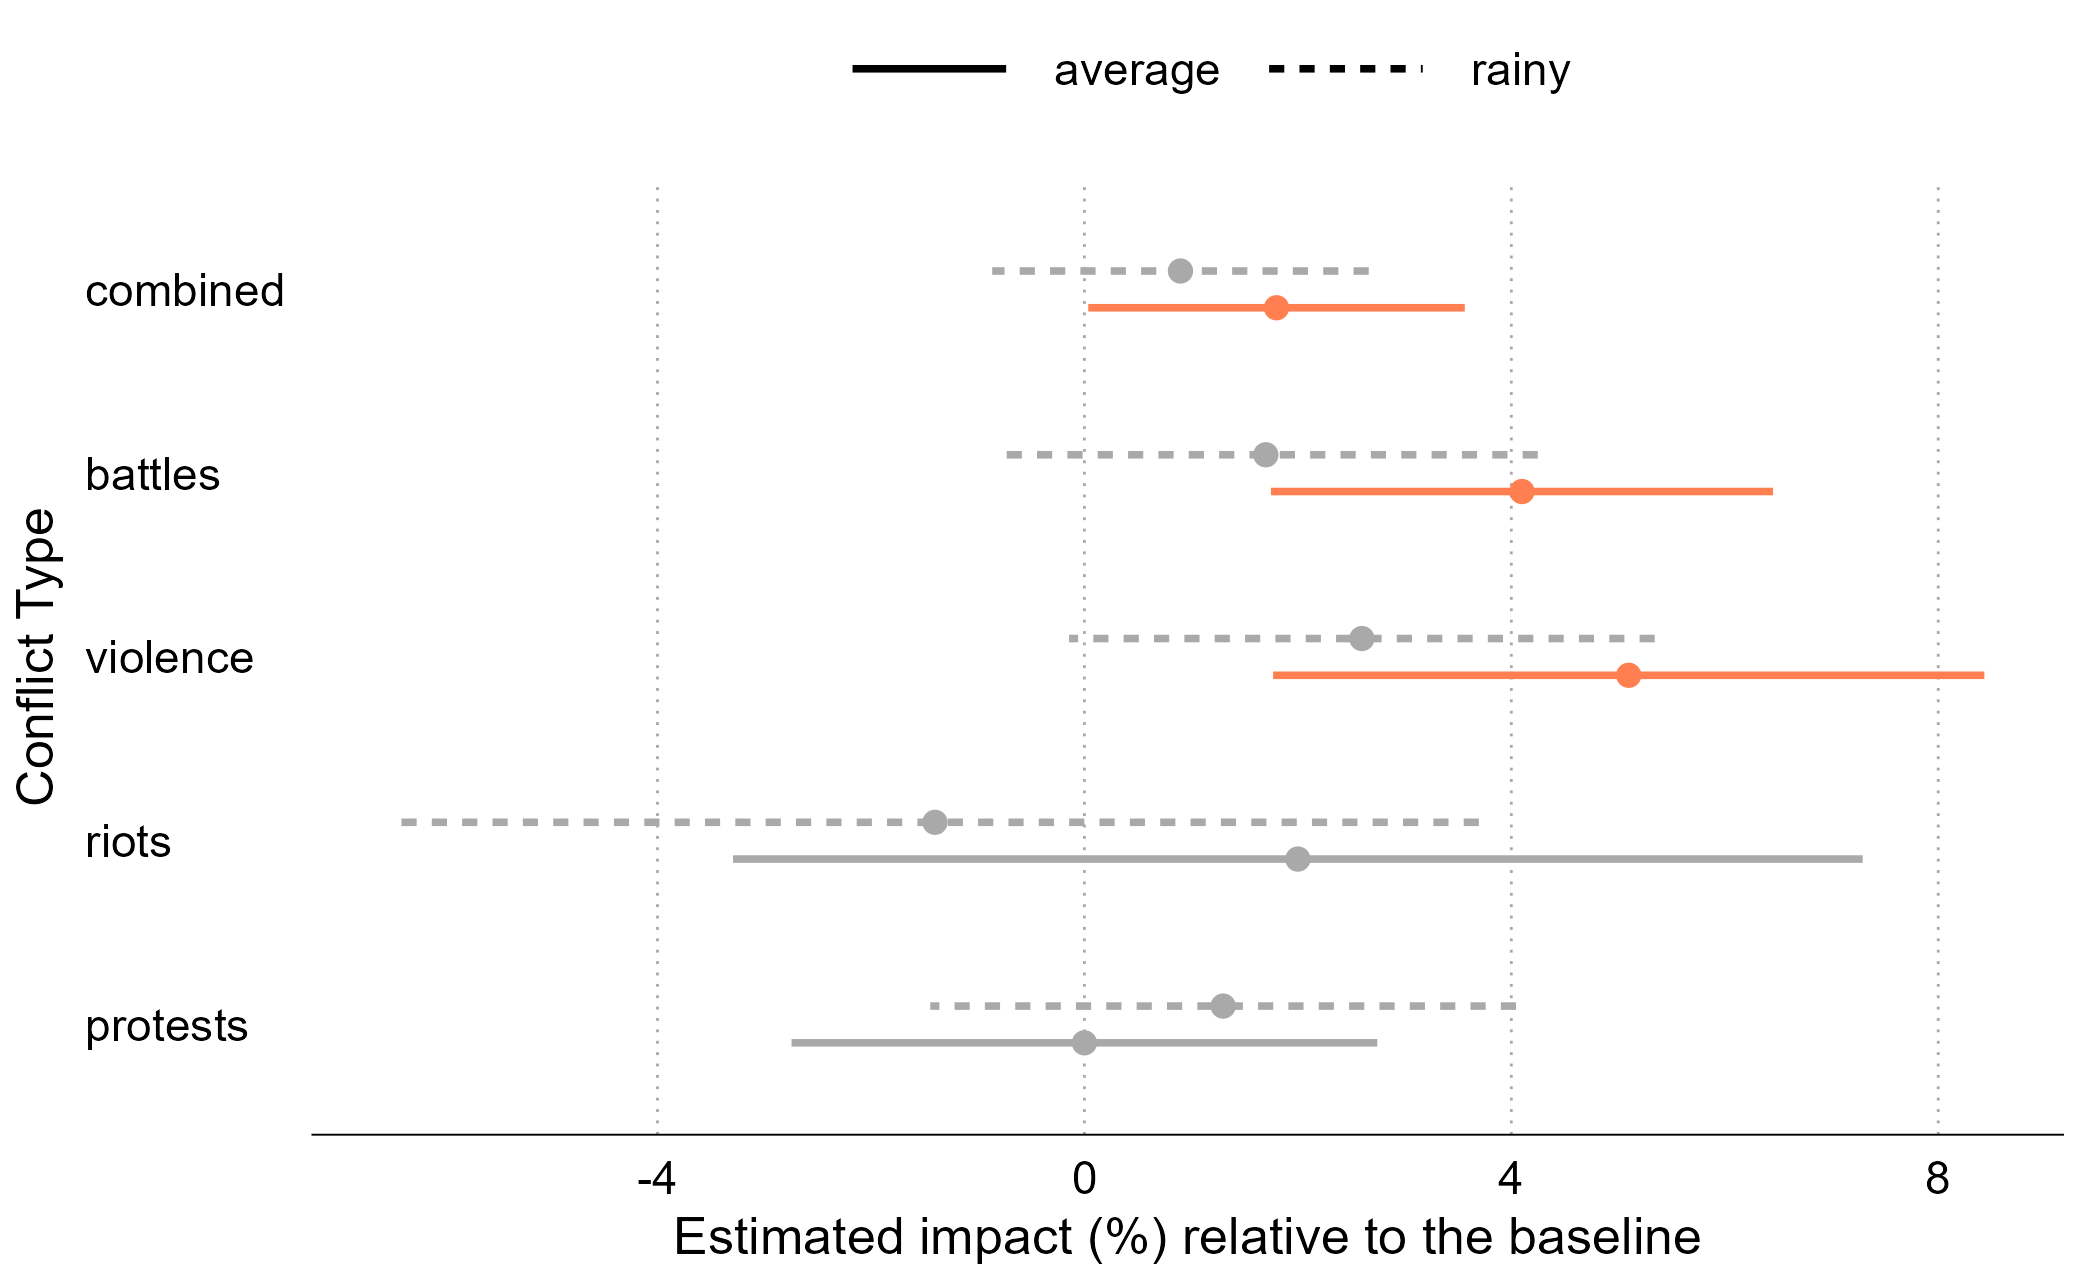 average rainy
combined
battles
violence
riots
protests
Conflict Type
-4 0 4 8
Estimated impact (%) relative to the baseline